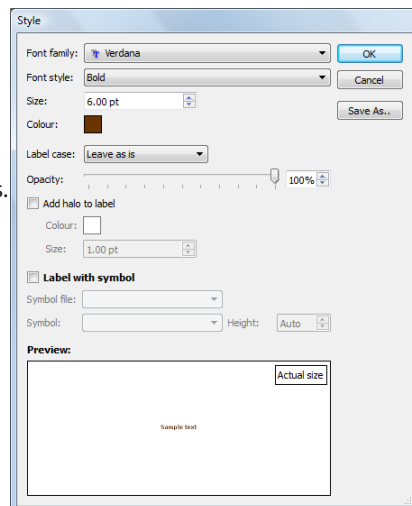 Style
Font family: Verdana
OK
Font style: Bold
Cancel
Size: 6.00 pt
Save As..
Colour:
Label case: Leave as is
Opacity: 100%
s.
Add halo to label
Colour:
Size: 1.00 pt
Label with symbol
Symbol file:
Symbol: Height: Auto
Preview:
Actual size
Sample text